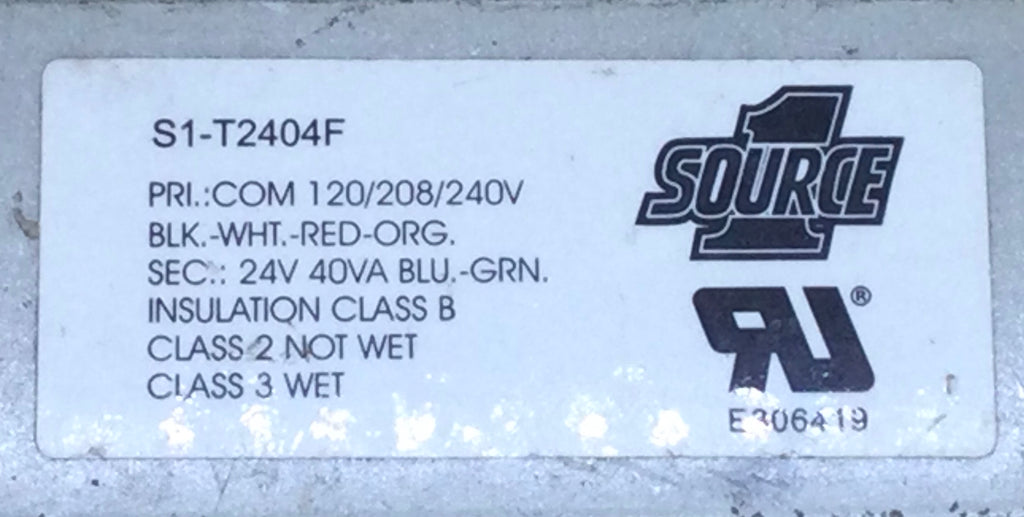 S1-T2404F
PRI.:COM 120/208/240V
BLK.-WHT.-RED-ORG.
SEC.: 24V 40VA BLU.-GRN.
INSULATION CLASS B
CLASS 2 NOT WET
CLASS 3 WET
SOURCE 1
RU®
E306419